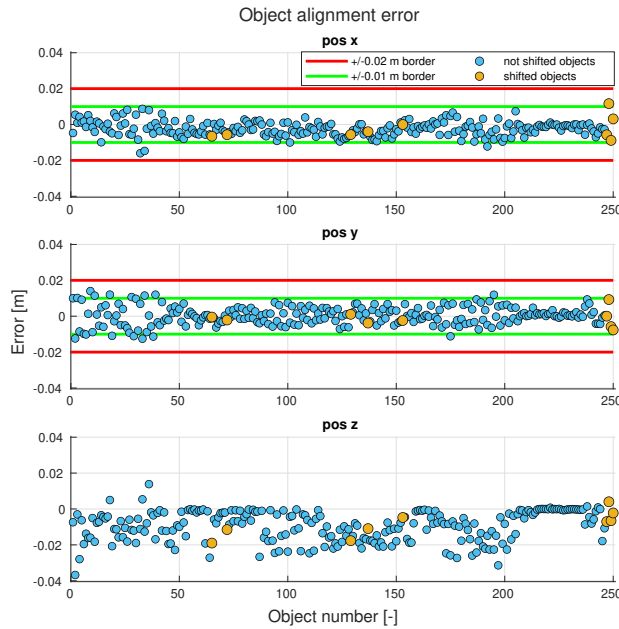 Object alignment error
pos x
+/-0.02 m border
not shifted objects
+/-0.01 m border
shifted objects
0.04
0.02
0
-0.02
-0.04
0 50 100 150 200 250
pos y
0.04
0.02
0
-0.02
-0.04
0 50 100 150 200 250
Error [m]
pos z
0.04
0.02
0
-0.02
-0.04
0 50 100 150 200 250
Object number [-]